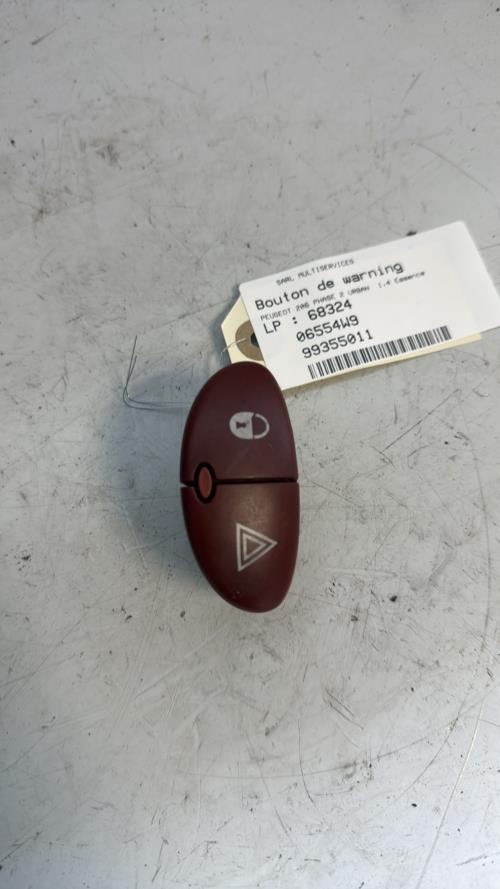 SARL MULTISERVICES
Bouton de warning
PEUGEOT 206 PHASE 2 URBAN 1.4 Essence
LP : 68324
06554W9
99355011